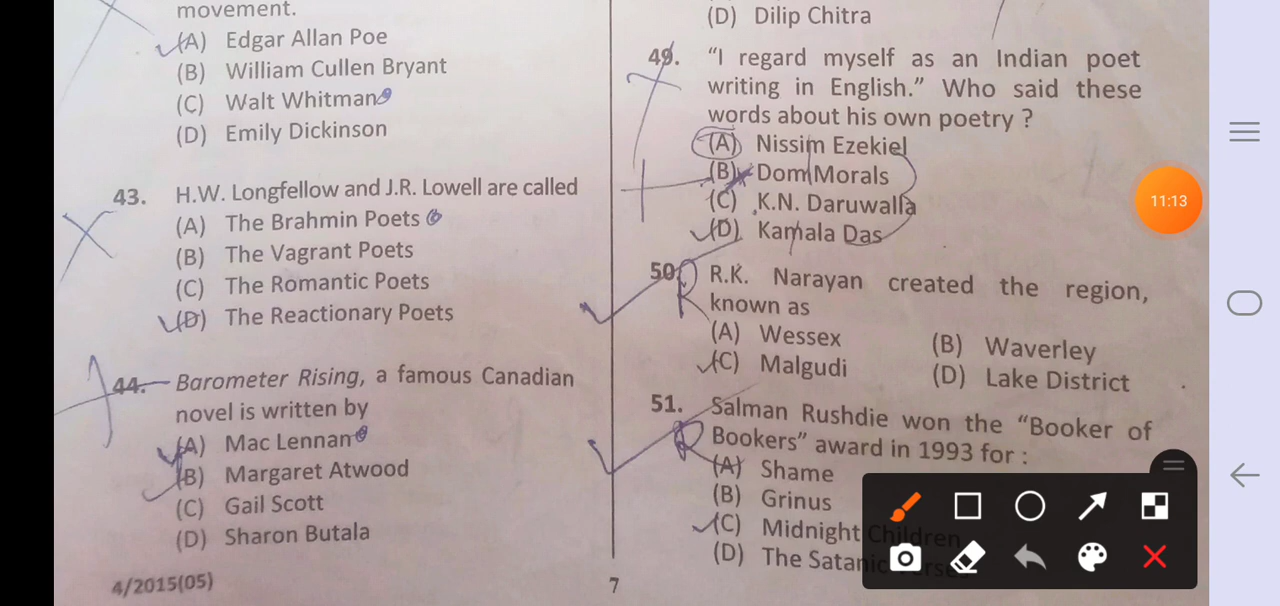 movement.
(A) Edgar Allan Poe
(B) William Cullen Bryant
(C) Walt Whitman
(D) Emily Dickinson
43. H.W. Longfellow and J.R. Lowell are called
(A) The Brahmin Poets
(B) The Vagrant Poets
(C) The Romantic Poets
(D) The Reactionary Poets
44. Barometer Rising, a famous Canadian
novel is written by
(A) Mac Lennan
(B) Margaret Atwood
(C) Gail Scott
(D) Sharon Butala
4/2015(05)
7
(D) Dilip Chitra
49. "I regard myself as an Indian poet
writing in English." Who said these
words about his own poetry ?
(A) Nissim Ezekiel
(B) Dom Morals
(C) K.N. Daruwalla
(D) Kamala Das
50. R.K. Narayan created the region,
known as
(A) Wessex (B) Waverley
(C) Malgudi (D) Lake District
51. Salman Rushdie won the "Booker of
Bookers" award in 1993 for :
(A) Shame
(B) Grinus
(C) Midnight Children
(D) The Satanic Verses
11:13